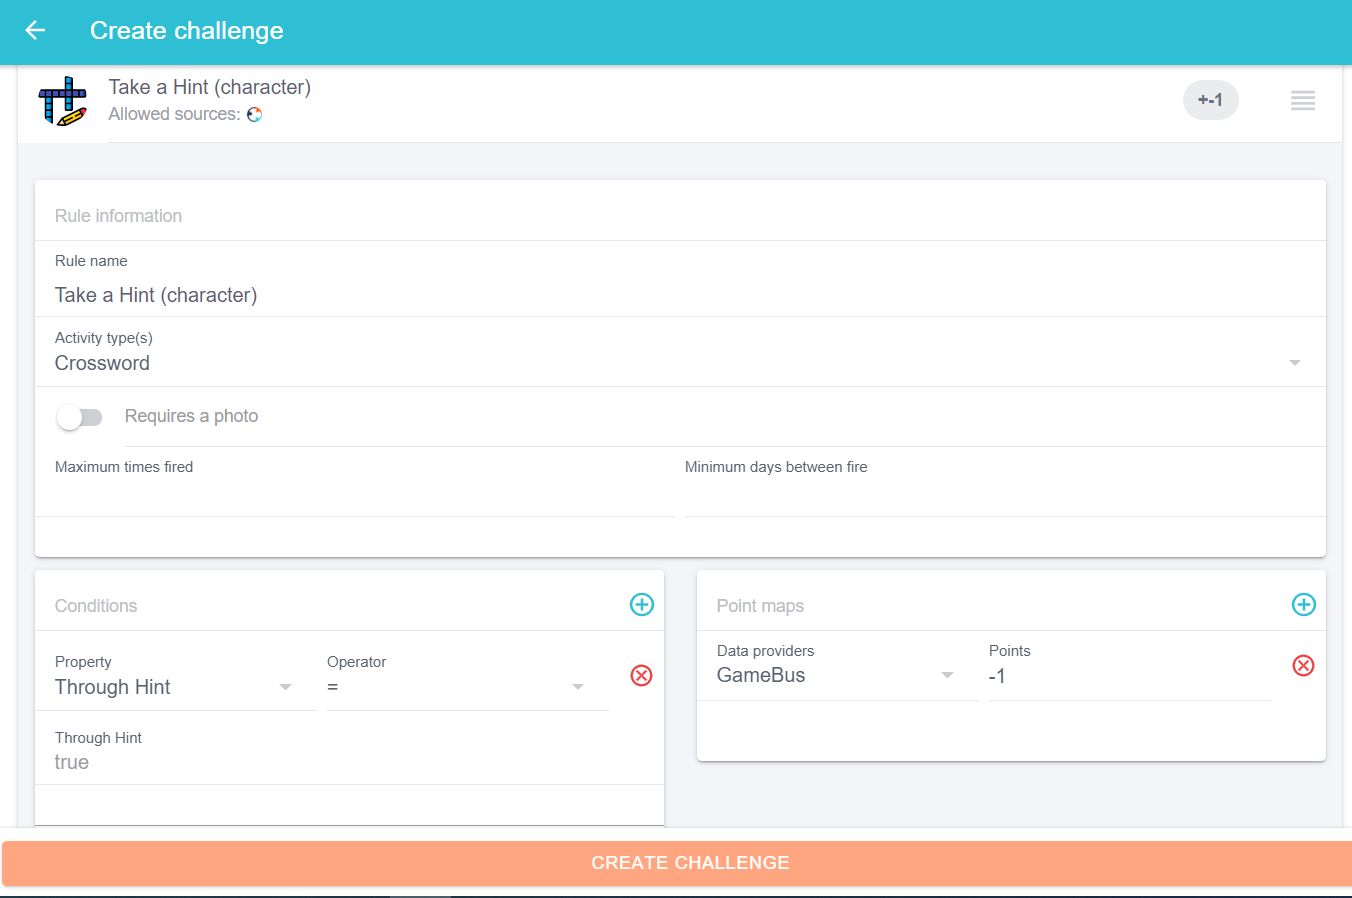 Create challenge
Take a Hint (character)
+-1
Allowed sources:
Rule information
Rule name
Take a Hint (character)
Activity type(s)
Crossword
Requires a photo
Maximum times fired
Minimum days between fire
Conditions
Property
Operator
Through Hint
=
Through Hint
true
Point maps
Data providers
Points
GameBus
-1
CREATE CHALLENGE